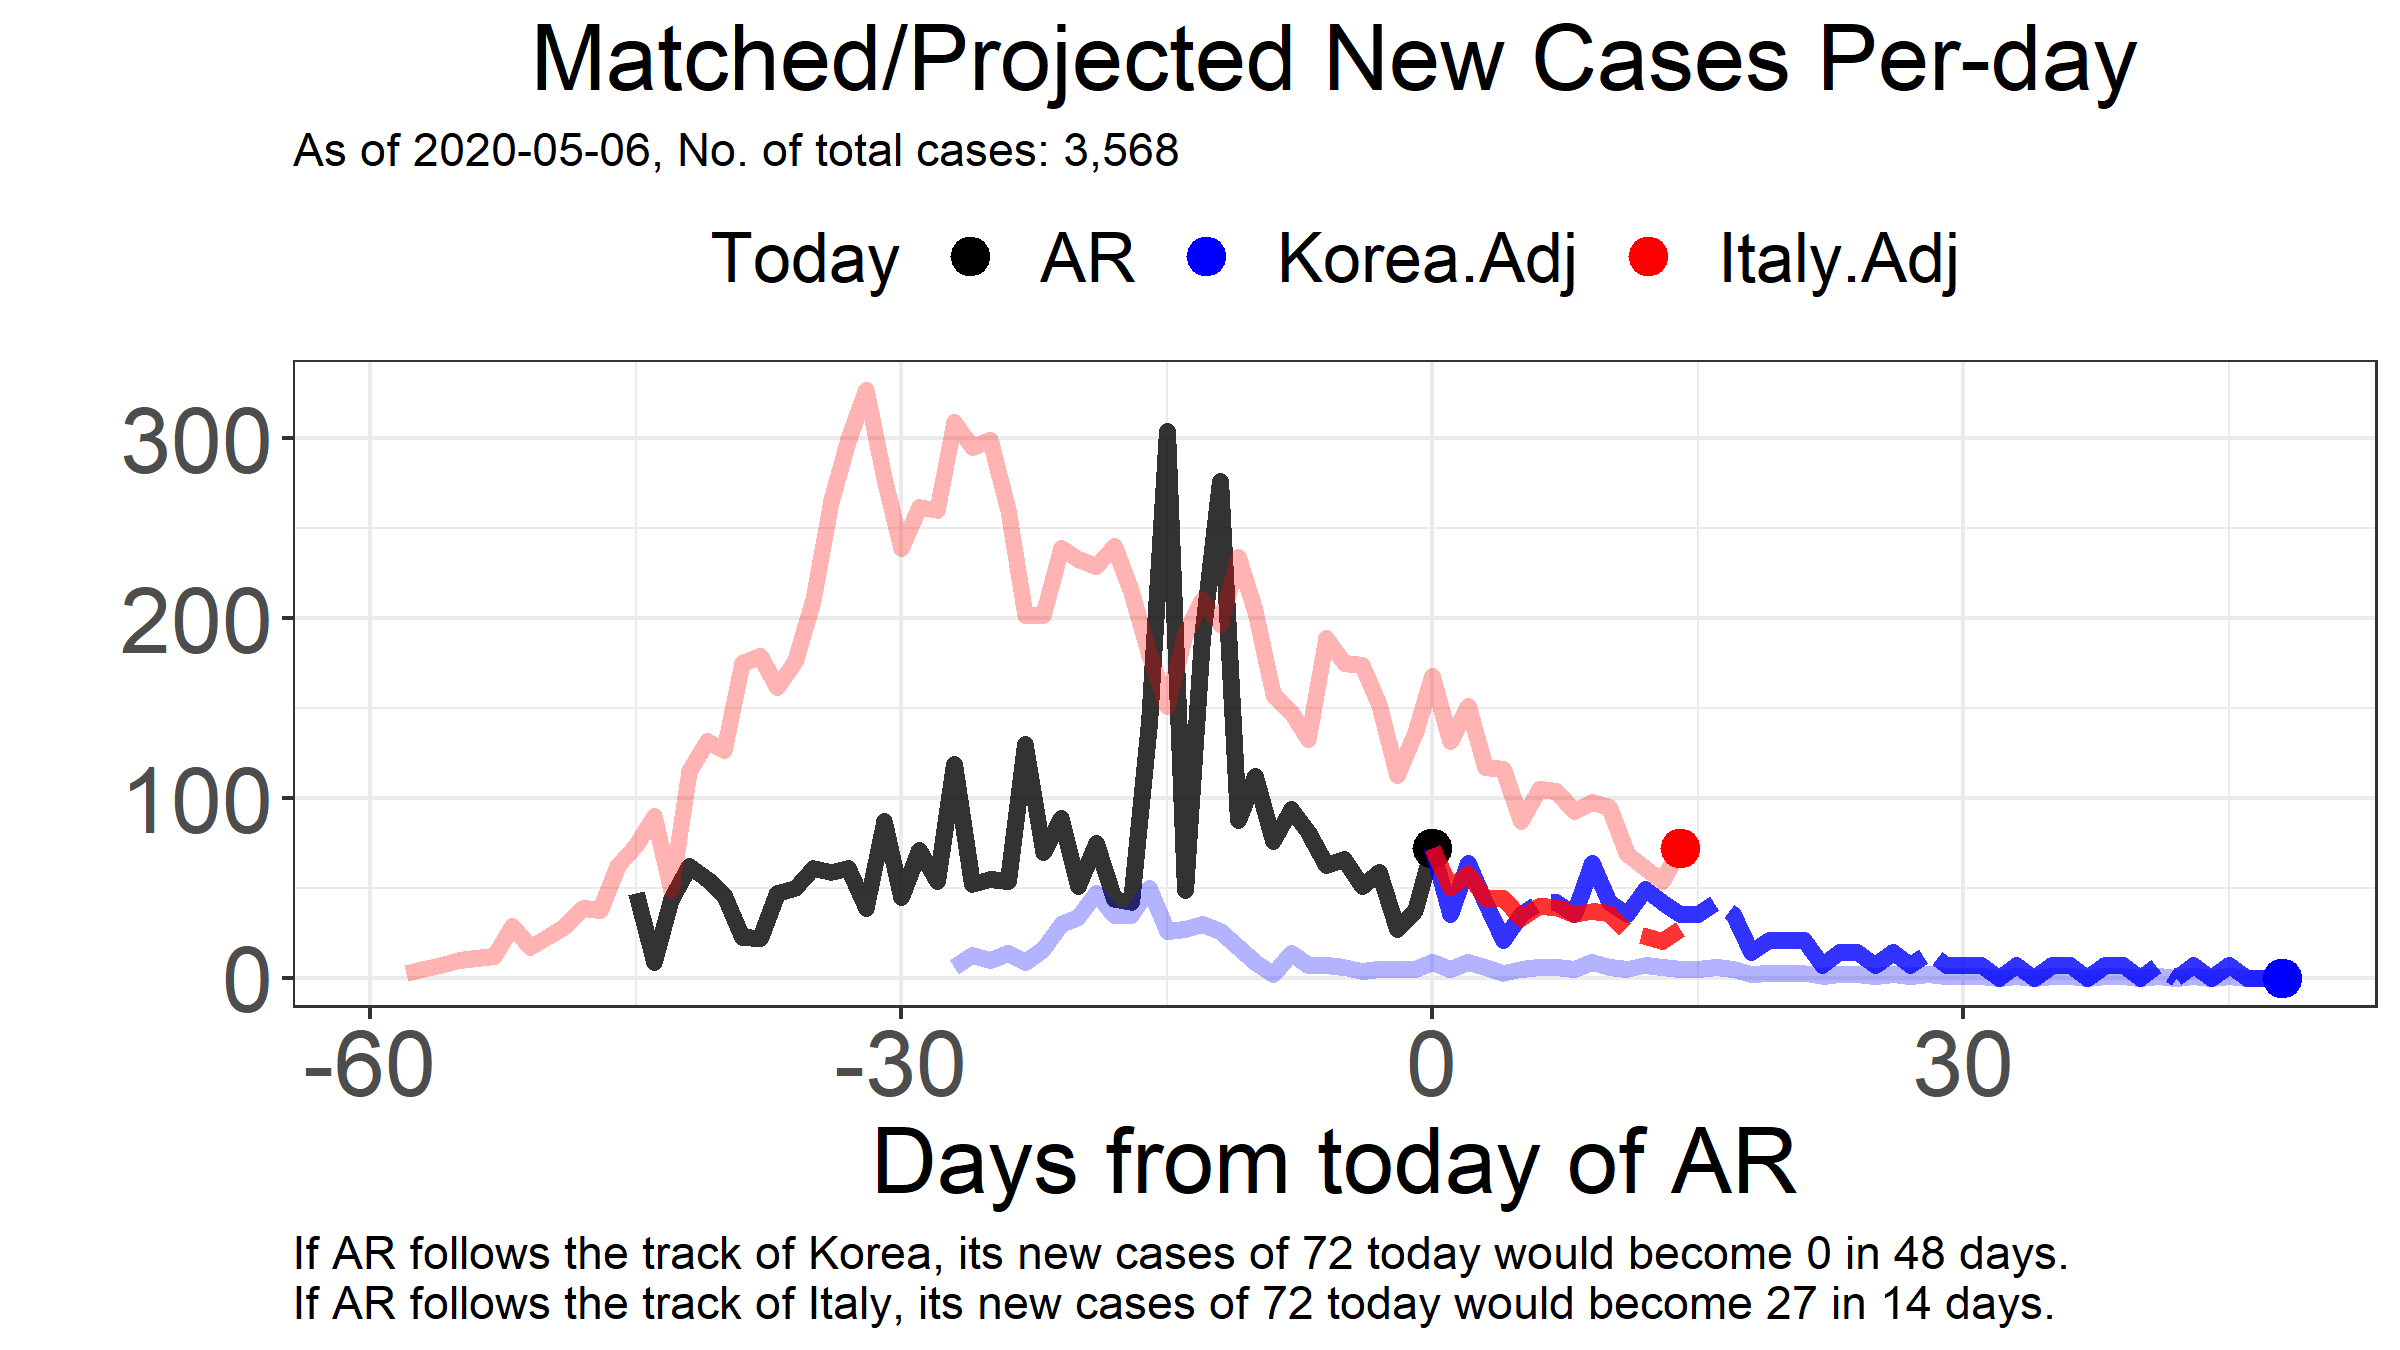 Matched/Projected New Cases Per-day
As of 2020-05-06, No. of total cases: 3,568
Today AR Korea.Adj Italy.Adj
300
200
100
0
-60 -30 0 30
Days from today of AR
If AR follows the track of Korea, its new cases of 72 today would become 0 in 48 days.
If AR follows the track of Italy, its new cases of 72 today would become 27 in 14 days.